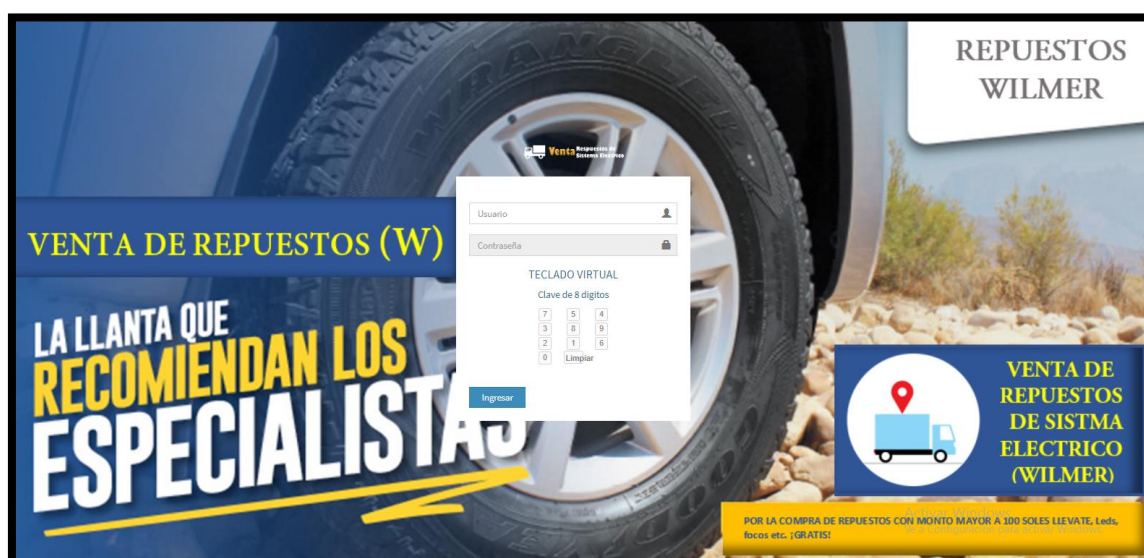 REPUESTOS
WILMER
WRANGLER
Venta Respuestos de
Sistema Electrico
VENTA DE REPUESTOS (W)
Usuario
Contraseña
TECLADO VIRTUAL
Clave de 8 digitos
7 5 4
3 8 9
2 1 6
0 Limpiar
Ingresar
LA LLANTA QUE
RECOMIENDAN LOS
ESPECIALISTAS
VENTA DE
REPUESTOS
DE SISTMA
ELECTRICO
(WILMER)
Activar Windows
POR LA COMPRA DE REPUESTOS CON MONTO MAYOR A 100 SOLES LLEVATE, Leds,
focos etc. ¡GRATIS!